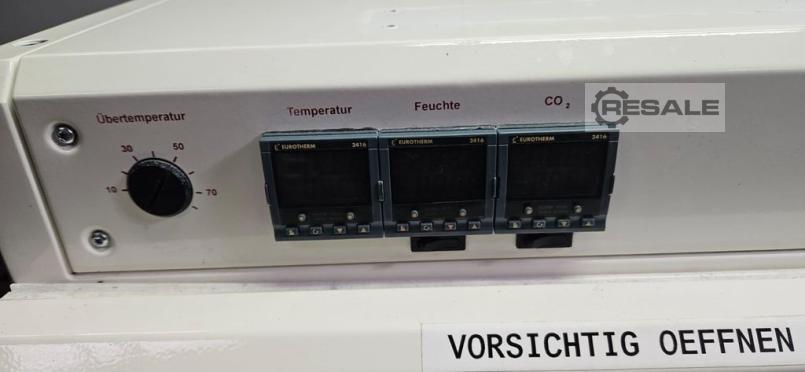 Übertemperatur
30 50
10 70
Temperatur
Feuchte
CO2
EUROTHERM 2416
EUROTHERM 2416
EUROTHERM 2416
RESALE
VORSICHTIG OEFFNEN